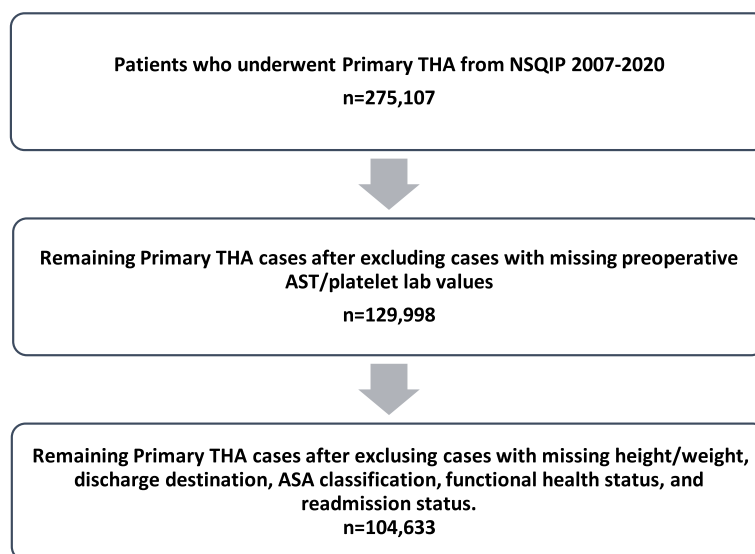 Patients who underwent Primary THA from NSQIP 2007-2020
n=275,107
Remaining Primary THA cases after excluding cases with missing preoperative
AST/platelet lab values
n=129,998
Remaining Primary THA cases after exclusing cases with missing height/weight,
discharge destination, ASA classification, functional health status, and
readmission status.
n=104,633